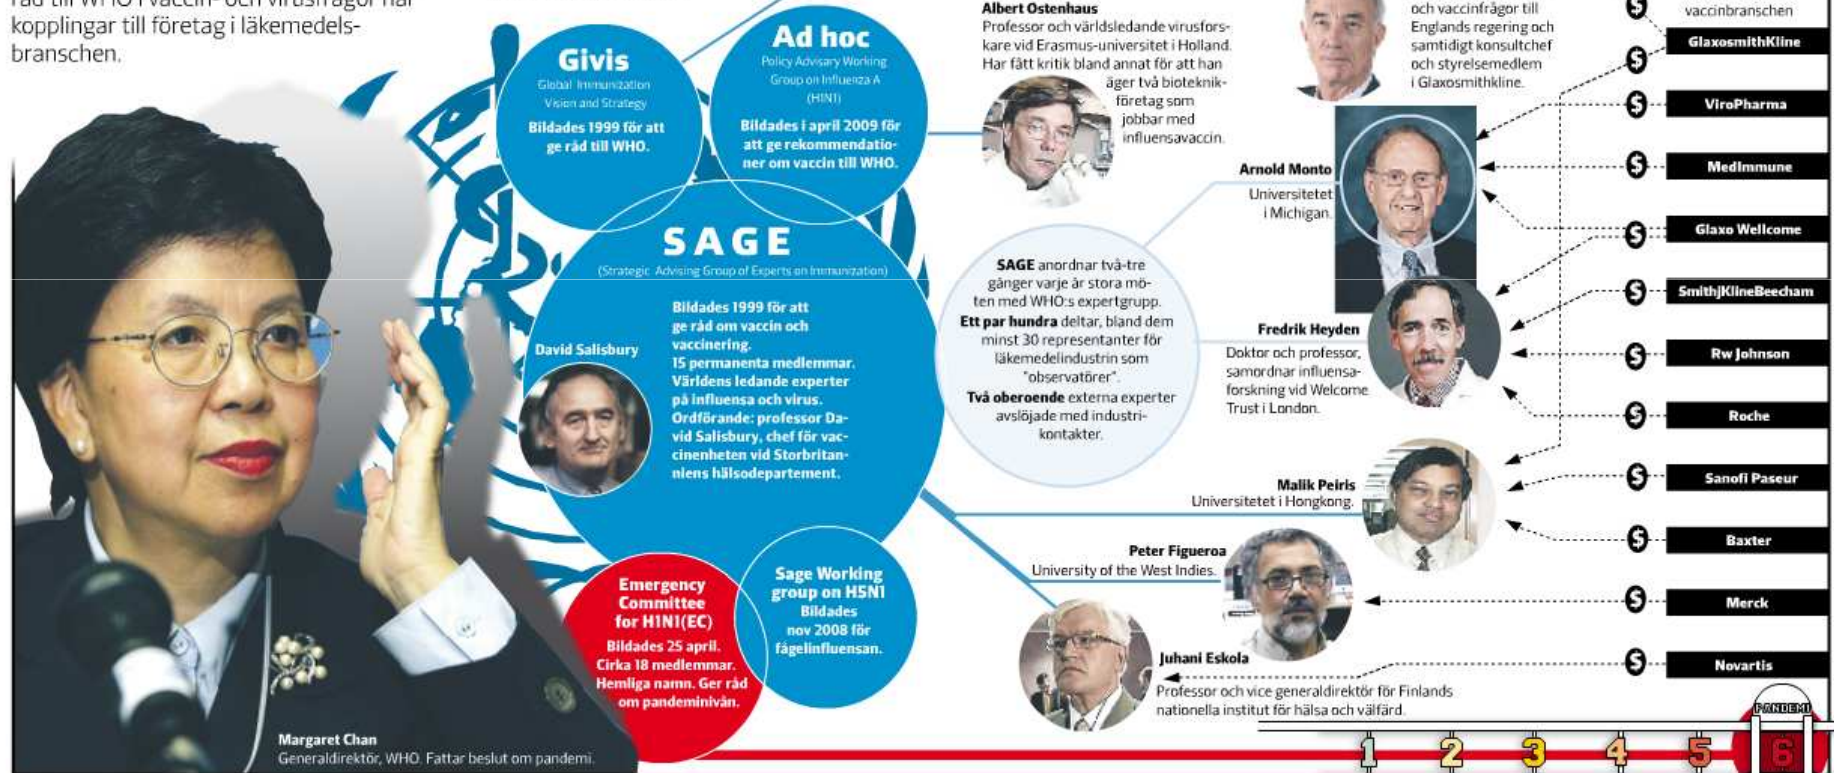 råd till WHO i vaccin- och virusfrågor har
kopplingar till företag i läkemedels-
branschen.
Givis
Global Immunization
Vision and Strategy
Bildades 1999 för att
ge råd till WHO.
Ad hoc
Policy Advisary Working
Group on Influenza A
(H1N1)
Bildades i april 2009 för
att ge rekommendatio-
ner om vaccin till WHO.
SAGE
(Strategic Advising Group of Experts on Immunization)
Bildades 1999 för att
ge råd om vaccin och
vaccinering.
15 permanenta medlemmar.
Världens ledande experter
på influensa och virus.
Ordförande: professor Da-
vid Salisbury, chef för vac-
cinenheten vid Storbritan-
niens hälsodepartement.
David Salisbury
Emergency
Committee
for H1N1(EC)
Bildades 25 april.
Cirka 18 medlemmar.
Hemliga namn. Ger råd
om pandeminivån.
Sage Working
group on H5N1
Bildades
nov 2008 för
fågelinfluensan.
Margaret Chan
Generaldirektör, WHO. Fattar beslut om pandemi.
Albert Ostenhaus
Professor och världsledande virusfors-
kare vid Erasmus-universitet i Holland.
Har fått kritik bland annat för att han
äger två bioteknik-
företag som
jobbar med
influensavaccin.
och vaccinfrågor till
Englands regering och
samtidigt konsultchef
och styrelsemedlem
i Glaxosmithkline.
Arnold Monto
Universitetet
i Michigan.
SAGE anordnar två-tre
gånger varje år stora mö-
ten med WHO:s expertgrupp.
Ett par hundra deltar, bland dem
minst 30 representanter för
läkemedelindustrin som
"observatörer".
Två oberoende externa experter
avslöjade med industri-
kontakter.
Fredrik Heyden
Doktor och professor,
samordnar influensa-
forskning vid Welcome
Trust i London.
Malik Peiris
Universitetet i Hongkong.
Peter Figueroa
University of the West Indies.
Juhani Eskola
Professor och vice generaldirektör för Finlands
nationella institut för hälsa och välfärd.
vaccinbranschen
$
GlaxosmithKline
$
$ ViroPharma
$ MedImmune
$ Glaxo Wellcome
$ SmithjKlineBeecham
$ Rw Johnson
$ Roche
$ Sanofi Paseur
$ Baxter
$ Merck
$ Novartis
PANDEMI
1 2 3 4 5 6